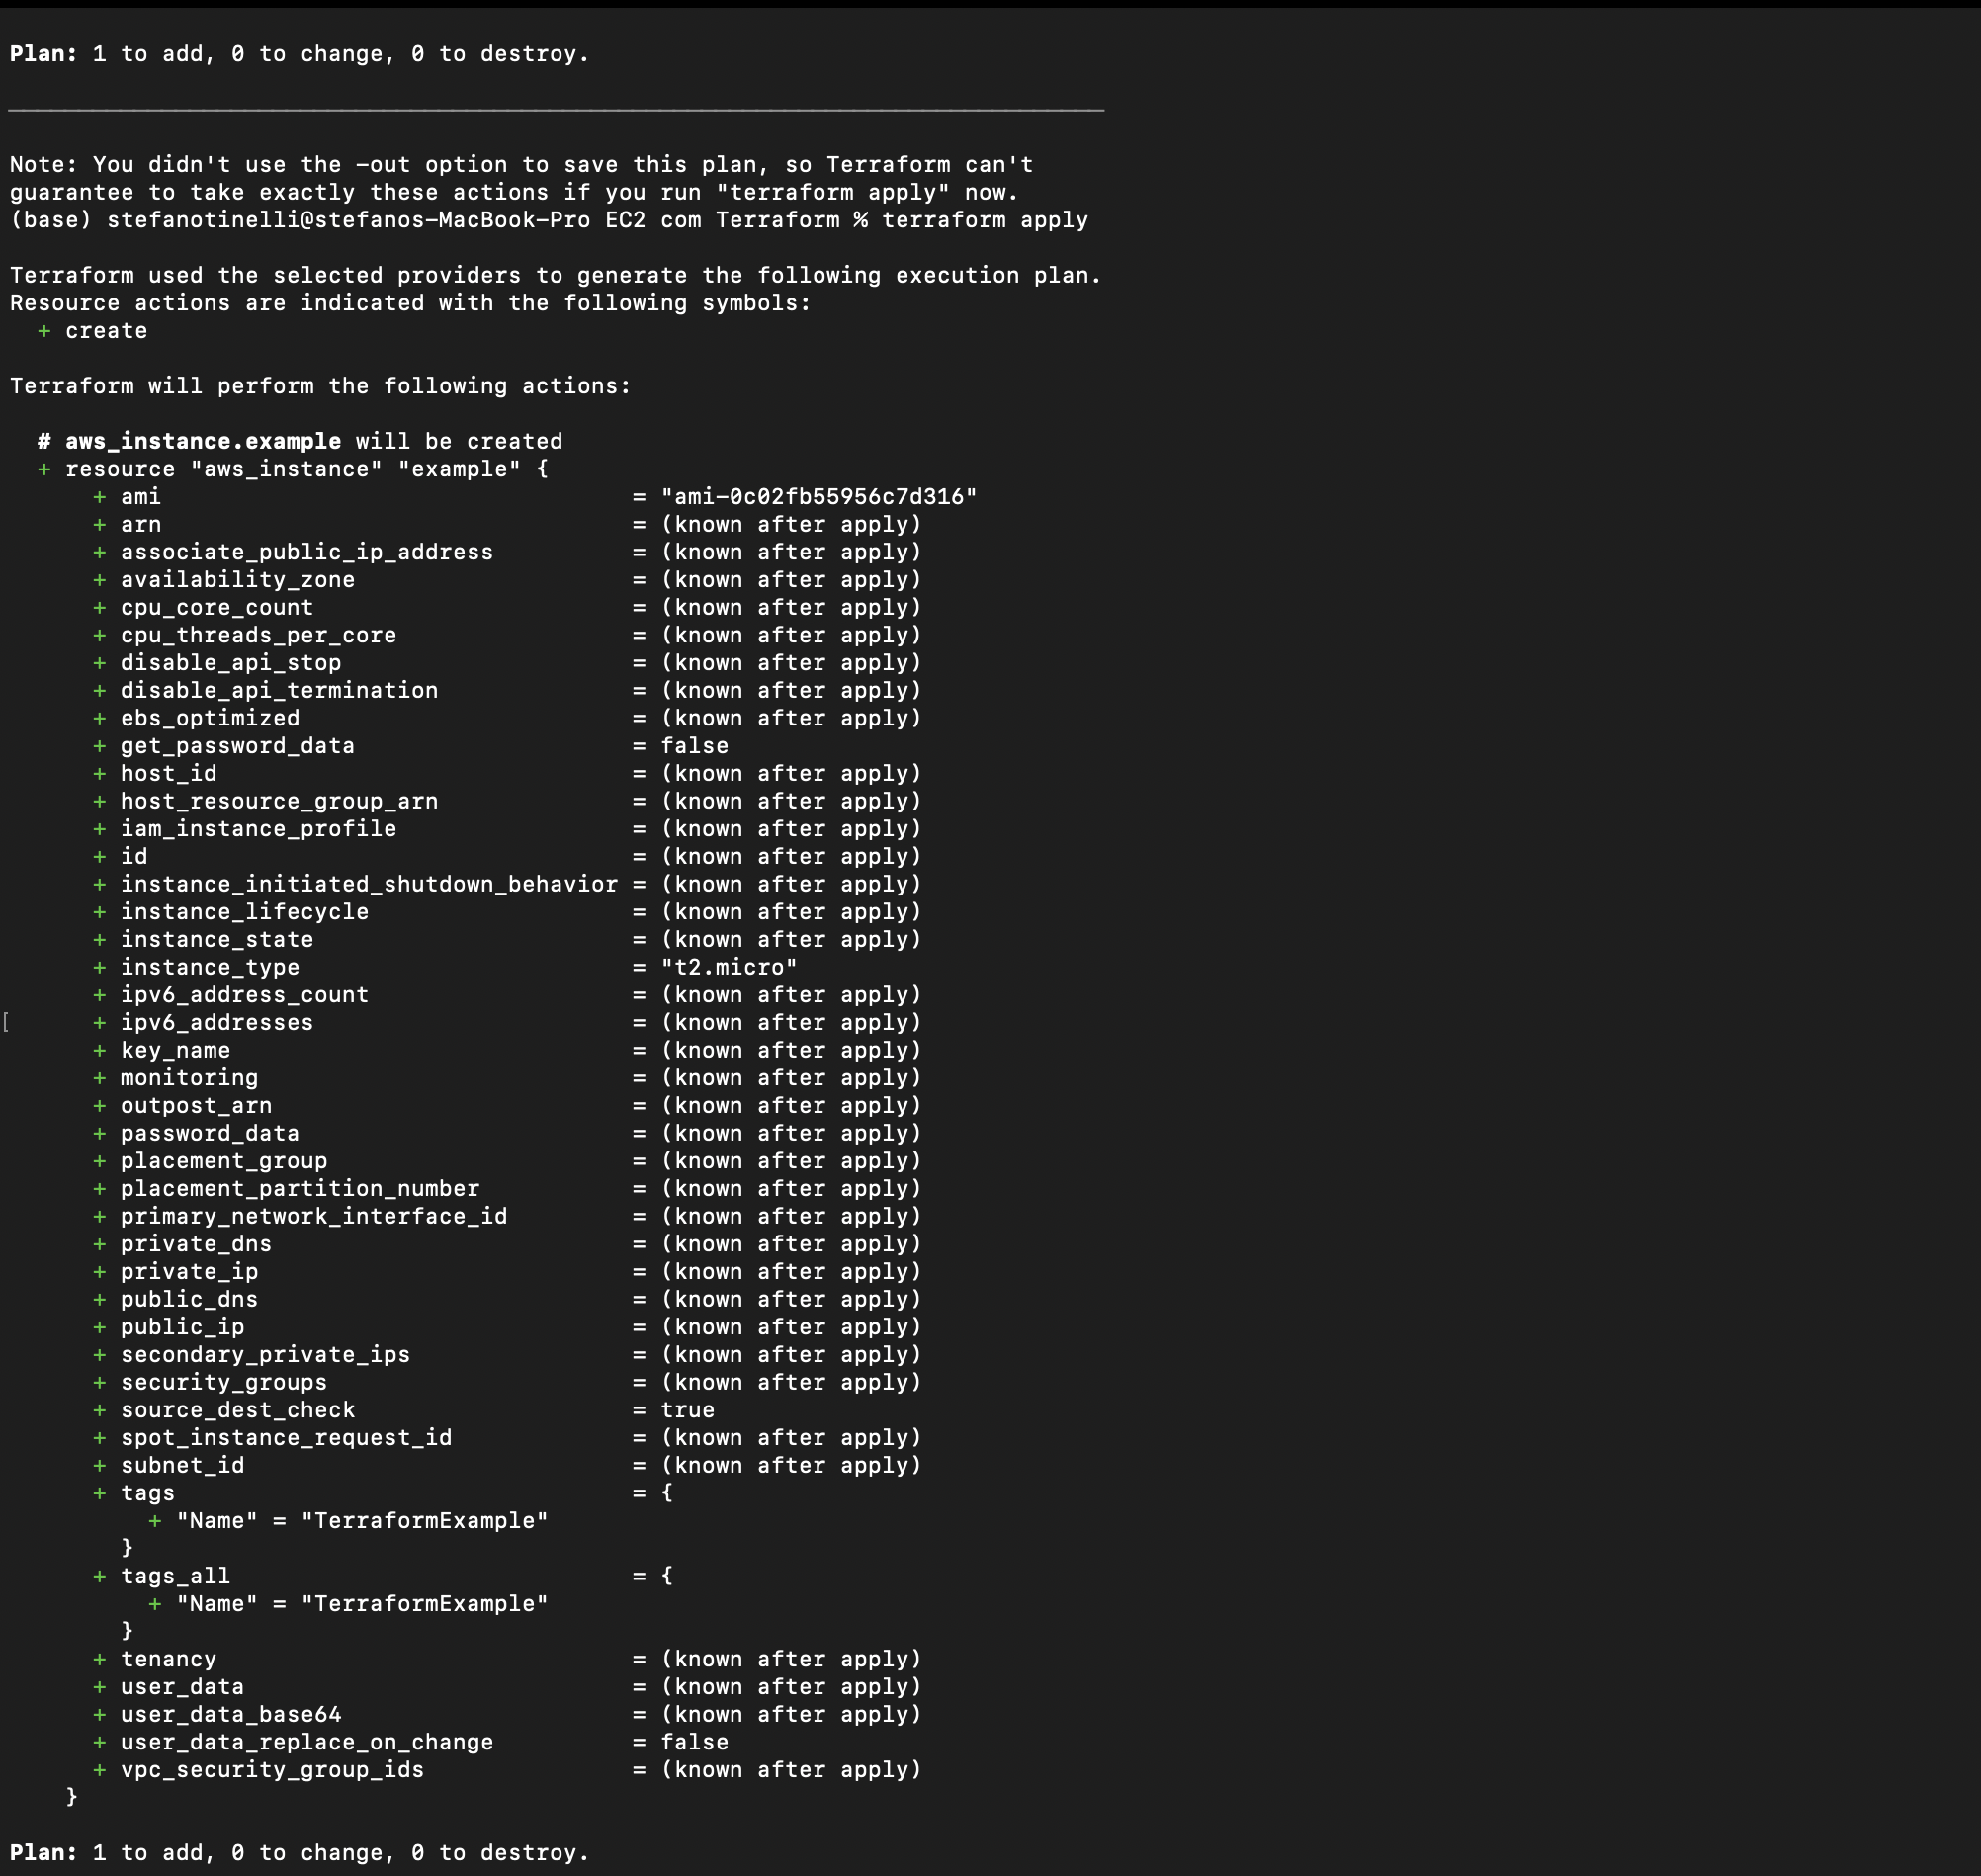 Plan: 1 to add, 0 to change, 0 to destroy.
Note: You didn't use the -out option to save this plan, so Terraform can't
guarantee to take exactly these actions if you run "terraform apply" now.
(base) stefanotinelli@stefanos-MacBook-Pro EC2 com Terraform % terraform apply
Terraform used the selected providers to generate the following execution plan.
Resource actions are indicated with the following symbols:
  + create
Terraform will perform the following actions:
  # aws_instance.example will be created
  + resource "aws_instance" "example" {
      + ami                                  = "ami-0c02fb55956c7d316"
      + arn                                  = (known after apply)
      + associate_public_ip_address          = (known after apply)
      + availability_zone                    = (known after apply)
      + cpu_core_count                       = (known after apply)
      + cpu_threads_per_core                 = (known after apply)
      + disable_api_stop                     = (known after apply)
      + disable_api_termination              = (known after apply)
      + ebs_optimized                        = (known after apply)
      + get_password_data                    = false
      + host_id                              = (known after apply)
      + host_resource_group_arn              = (known after apply)
      + iam_instance_profile                 = (known after apply)
      + id                                   = (known after apply)
      + instance_initiated_shutdown_behavior = (known after apply)
      + instance_lifecycle                   = (known after apply)
      + instance_state                       = (known after apply)
      + instance_type                        = "t2.micro"
      + ipv6_address_count                   = (known after apply)
[     + ipv6_addresses                       = (known after apply)
      + key_name                             = (known after apply)
      + monitoring                           = (known after apply)
      + outpost_arn                          = (known after apply)
      + password_data                        = (known after apply)
      + placement_group                      = (known after apply)
      + placement_partition_number           = (known after apply)
      + primary_network_interface_id         = (known after apply)
      + private_dns                          = (known after apply)
      + private_ip                           = (known after apply)
      + public_dns                           = (known after apply)
      + public_ip                            = (known after apply)
      + secondary_private_ips                = (known after apply)
      + security_groups                      = (known after apply)
      + source_dest_check                    = true
      + spot_instance_request_id             = (known after apply)
      + subnet_id                            = (known after apply)
      + tags                                 = {
          + "Name" = "TerraformExample"
        }
      + tags_all                             = {
          + "Name" = "TerraformExample"
        }
      + tenancy                              = (known after apply)
      + user_data                            = (known after apply)
      + user_data_base64                     = (known after apply)
      + user_data_replace_on_change          = false
      + vpc_security_group_ids               = (known after apply)
    }
Plan: 1 to add, 0 to change, 0 to destroy.